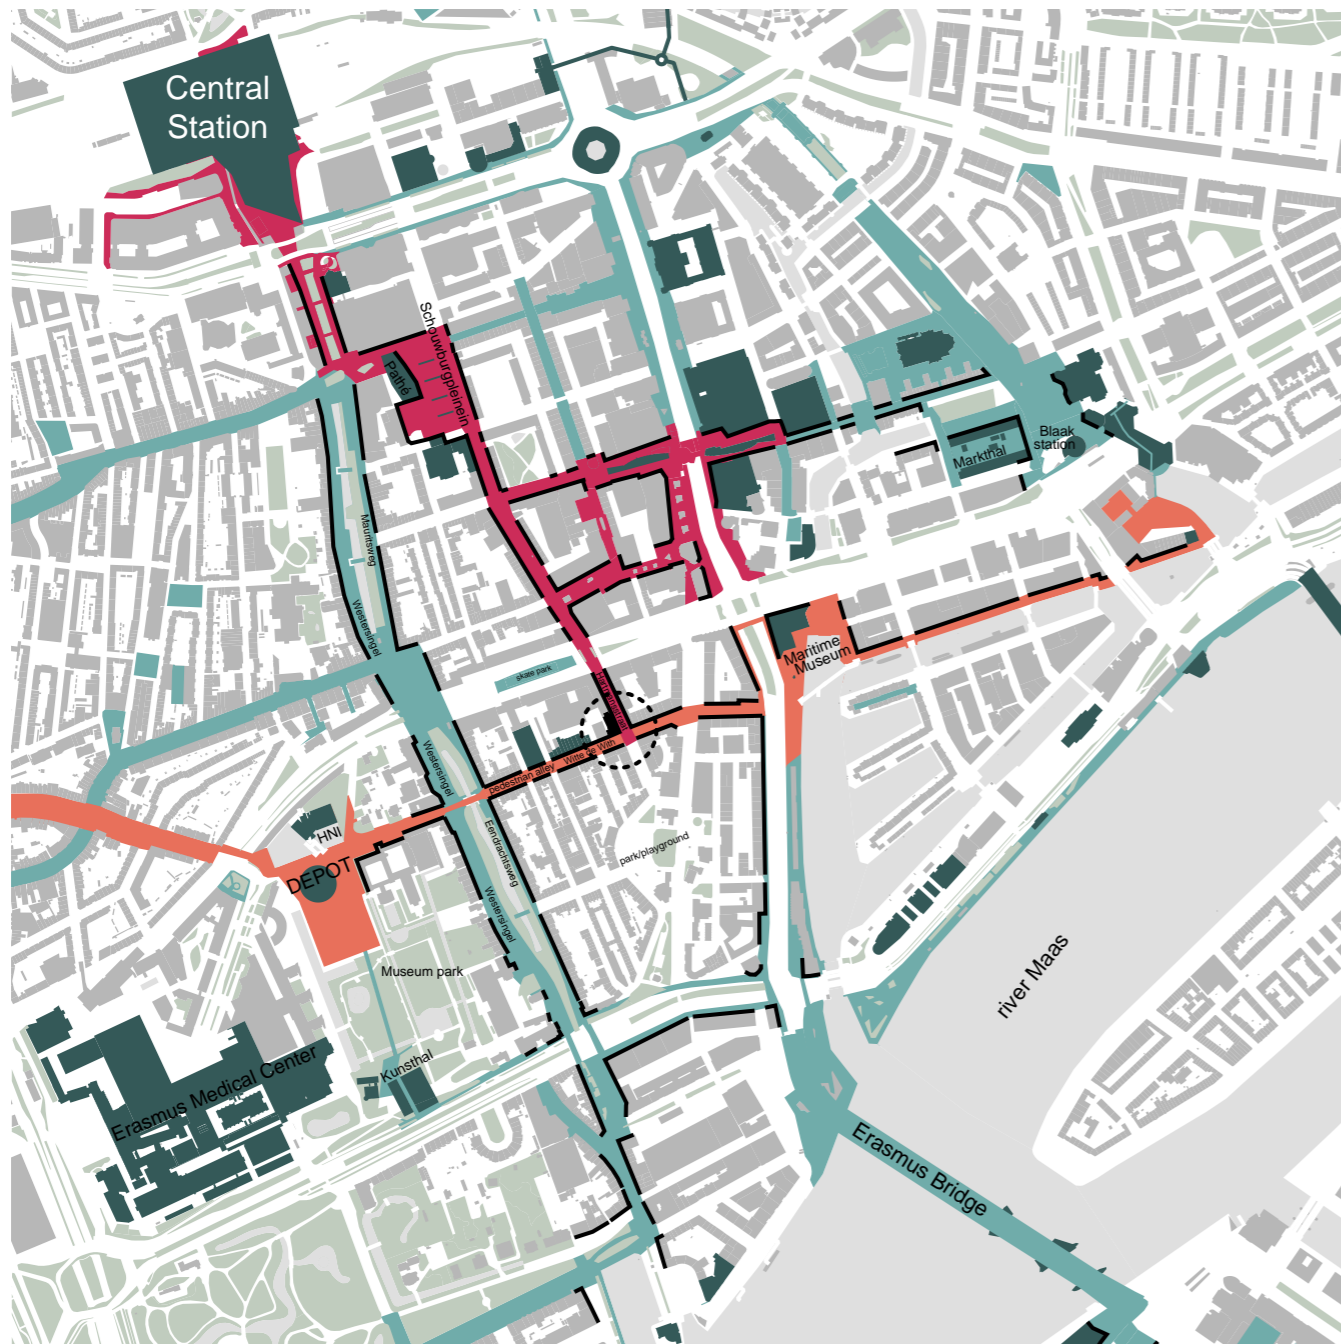 Central
Station
Schouwburgpleinein
Pathé
Blaak
station
Markthal
Mauritsweg
Westersingel
Maritime
Museum
skate park
Westersingel
pedestrian alley
Witte de With
HNI
DEPOT
Eendrachtsweg
park/playground
Westersingel
Museum park
river Maas
Kunsthal
Erasmus Medical Center
Erasmus Bridge